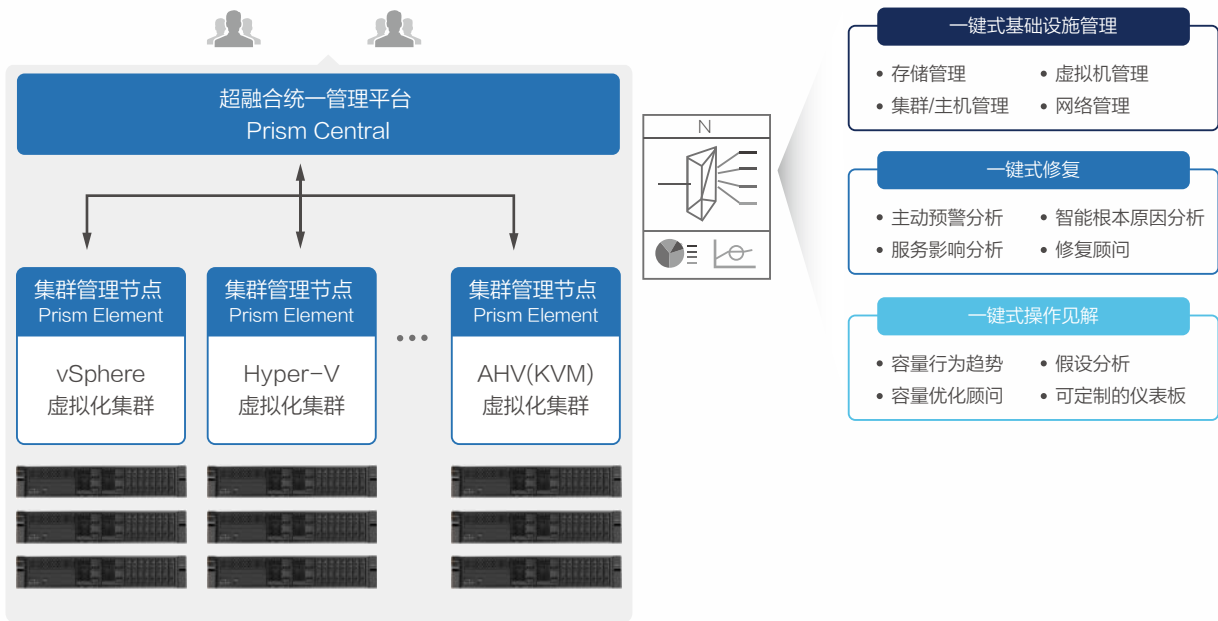 超融合统一管理平台
Prism Central
集群管理节点
Prism Element
vSphere
虚拟化集群
集群管理节点
Prism Element
Hyper-V
虚拟化集群
...
集群管理节点
Prism Element
AHV(KVM)
虚拟化集群
N
一键式基础设施管理
• 存储管理
• 虚拟机管理
• 集群/主机管理
• 网络管理
一键式修复
• 主动预警分析
• 智能根本原因分析
• 服务影响分析
• 修复顾问
一键式操作见解
• 容量行为趋势
• 假设分析
• 容量优化顾问
• 可定制的仪表板